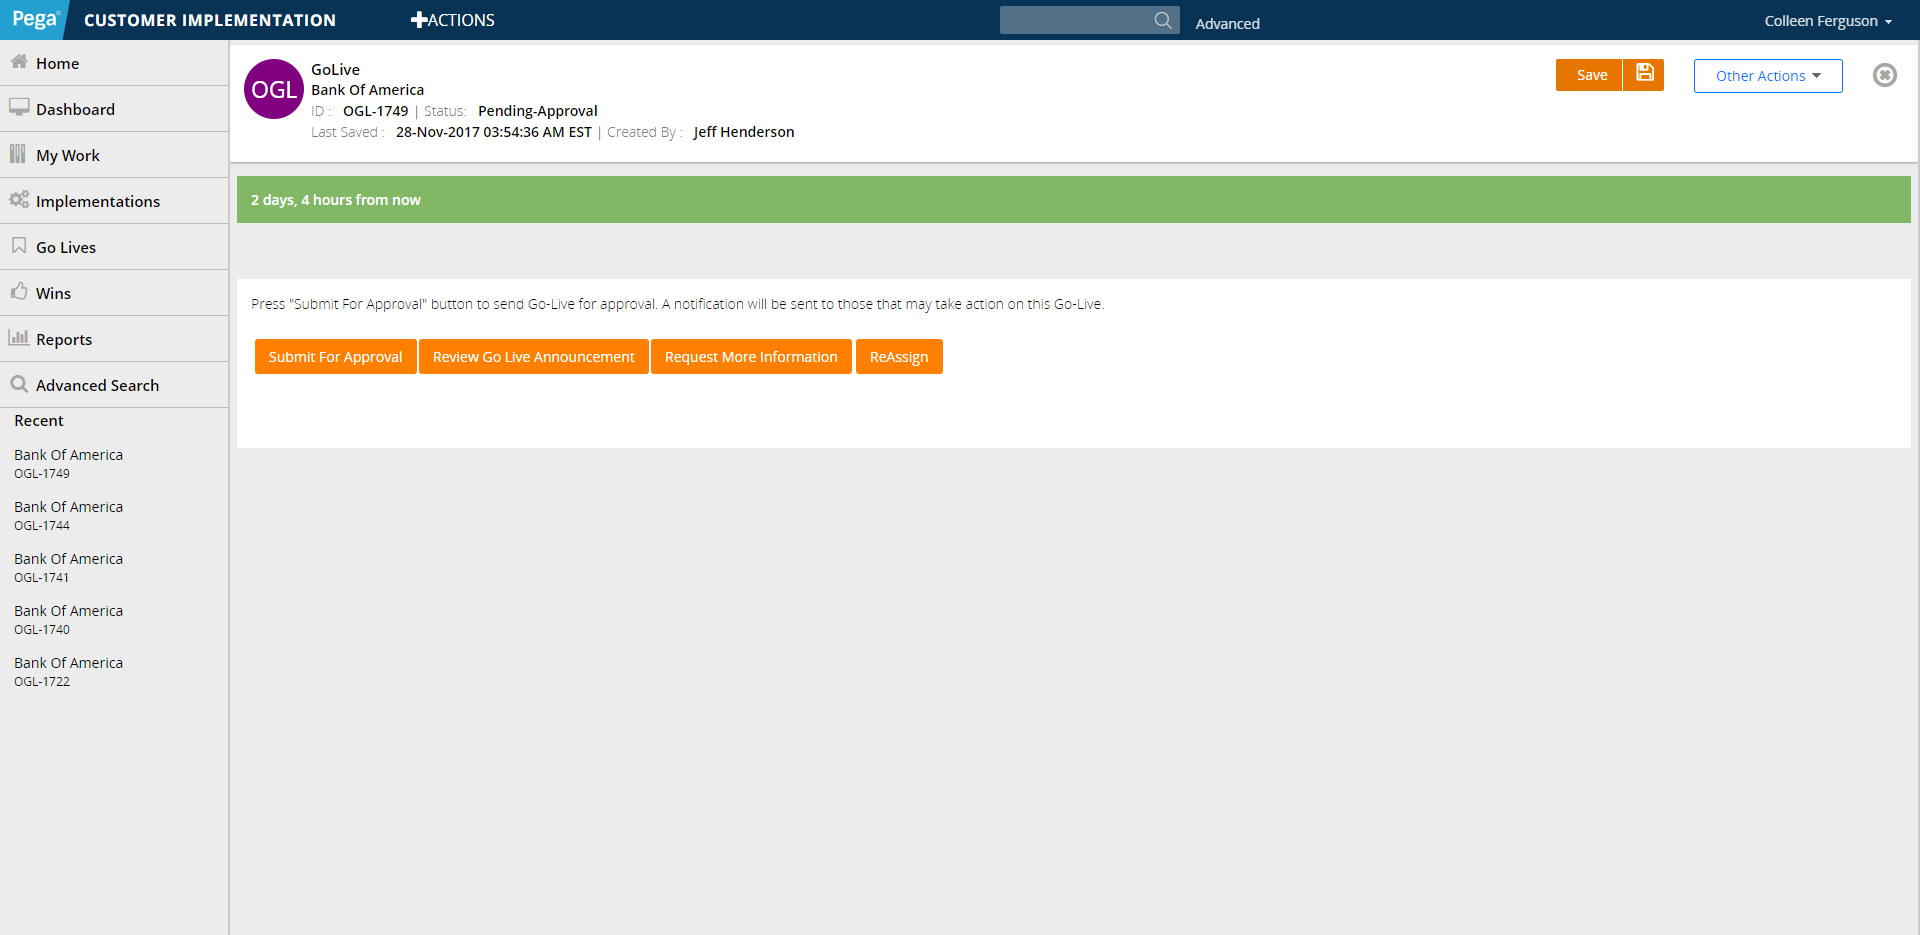 Pega® CUSTOMER IMPLEMENTATION ACTIONS Advanced Colleen Ferguson
Home
Dashboard
My Work
Implementations
Go Lives
Wins
Reports
Advanced Search
Recent
Bank Of America
OGL-1749
Bank Of America
OGL-1744
Bank Of America
OGL-1741
Bank Of America
OGL-1740
Bank Of America
OGL-1722
OGL
GoLive
Bank Of America
ID : OGL-1749 | Status: Pending-Approval
Last Saved : 28-Nov-2017 03:54:36 AM EST | Created By : Jeff Henderson
Save Other Actions
2 days, 4 hours from now
Press "Submit For Approval" button to send Go-Live for approval. A notification will be sent to those that may take action on this Go-Live.
Submit For Approval Review Go Live Announcement Request More Information ReAssign